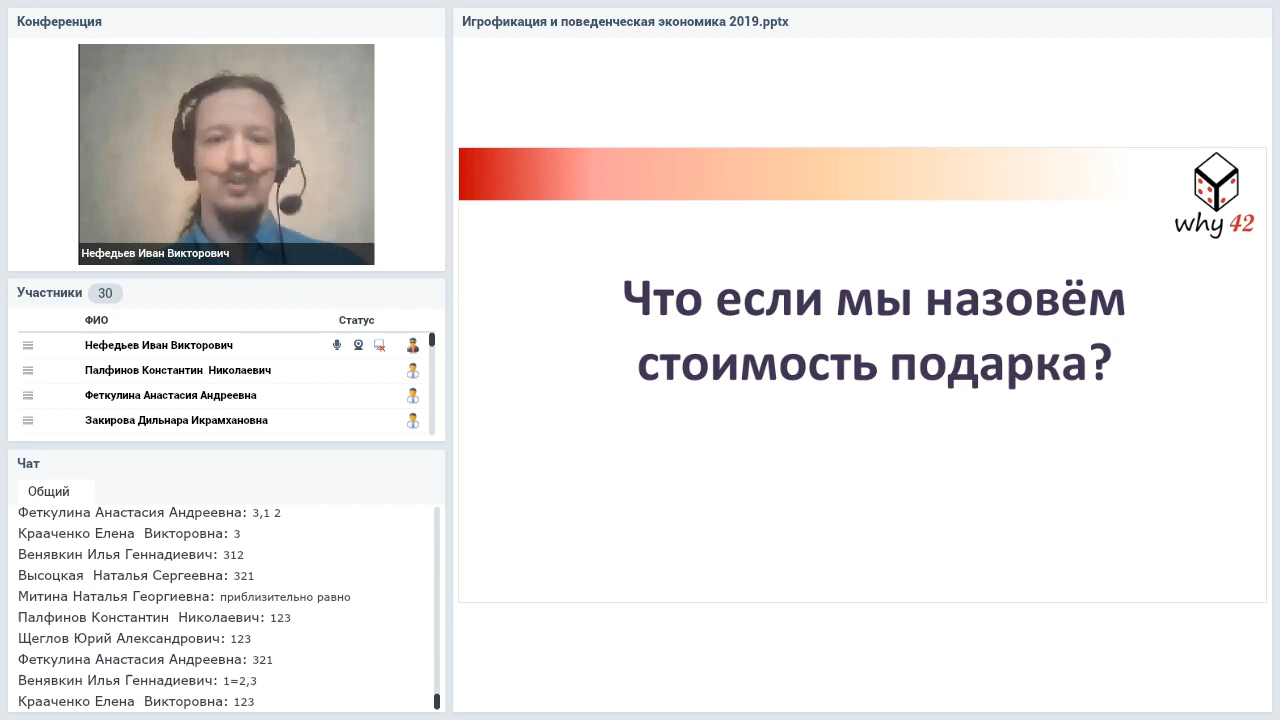 Конференция
Нефедьев Иван Викторович
Участники 30
ФИО Статус
Нефедьев Иван Викторович
Палфинов Константин Николаевич
Феткулина Анастасия Андреевна
Закирова Дильнара Икрамхановна
Чат
Общий
Феткулина Анастасия Андреевна: 3,1 2
Крааченко Елена Викторовна: 3
Венявкин Илья Геннадиевич: 312
Высоцкая Наталья Сергеевна: 321
Митина Наталья Георгиевна: приблизительно равно
Палфинов Константин Николаевич: 123
Щеглов Юрий Александрович: 123
Феткулина Анастасия Андреевна: 321
Венявкин Илья Геннадиевич: 1=2,3
Крааченко Елена Викторовна: 123
Игрофикация и поведенческая экономика 2019.pptx
why 42
Что если мы назовём
стоимость подарка?